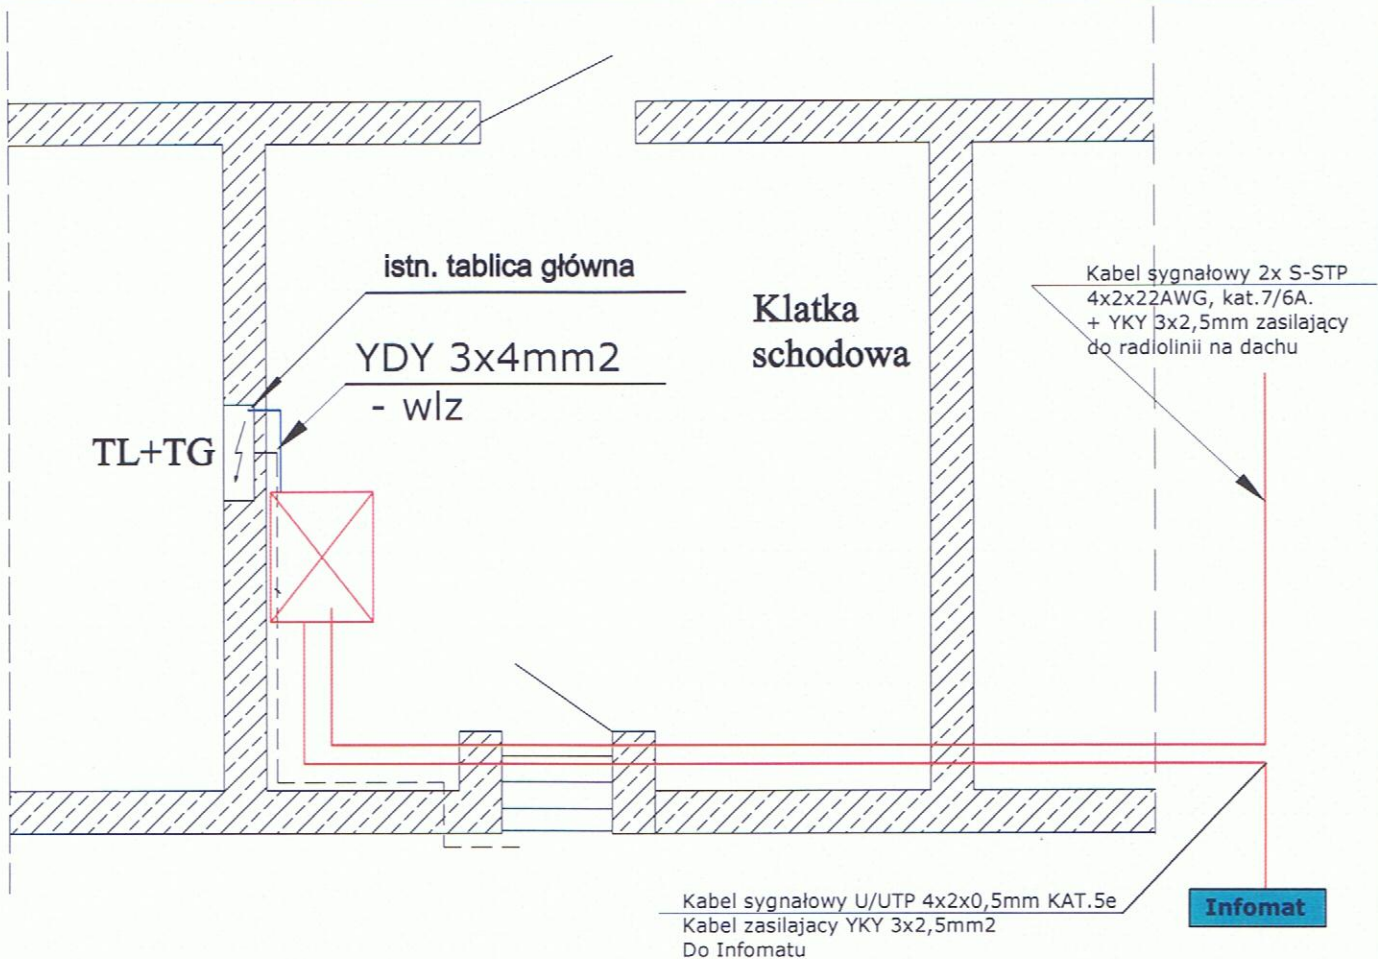 istn. tablica główna
YDY 3x4mm2
- wlz
TL+TG
Klatka
schodowa
Kabel sygnałowy 2x S-STP
4x2x22AWG, kat.7/6A.
+ YKY 3x2,5mm zasilający
do radiolinii na dachu
Kabel sygnałowy U/UTP 4x2x0,5mm KAT.5e
Kabel zasilajacy YKY 3x2,5mm2
Do Infomatu
Infomat